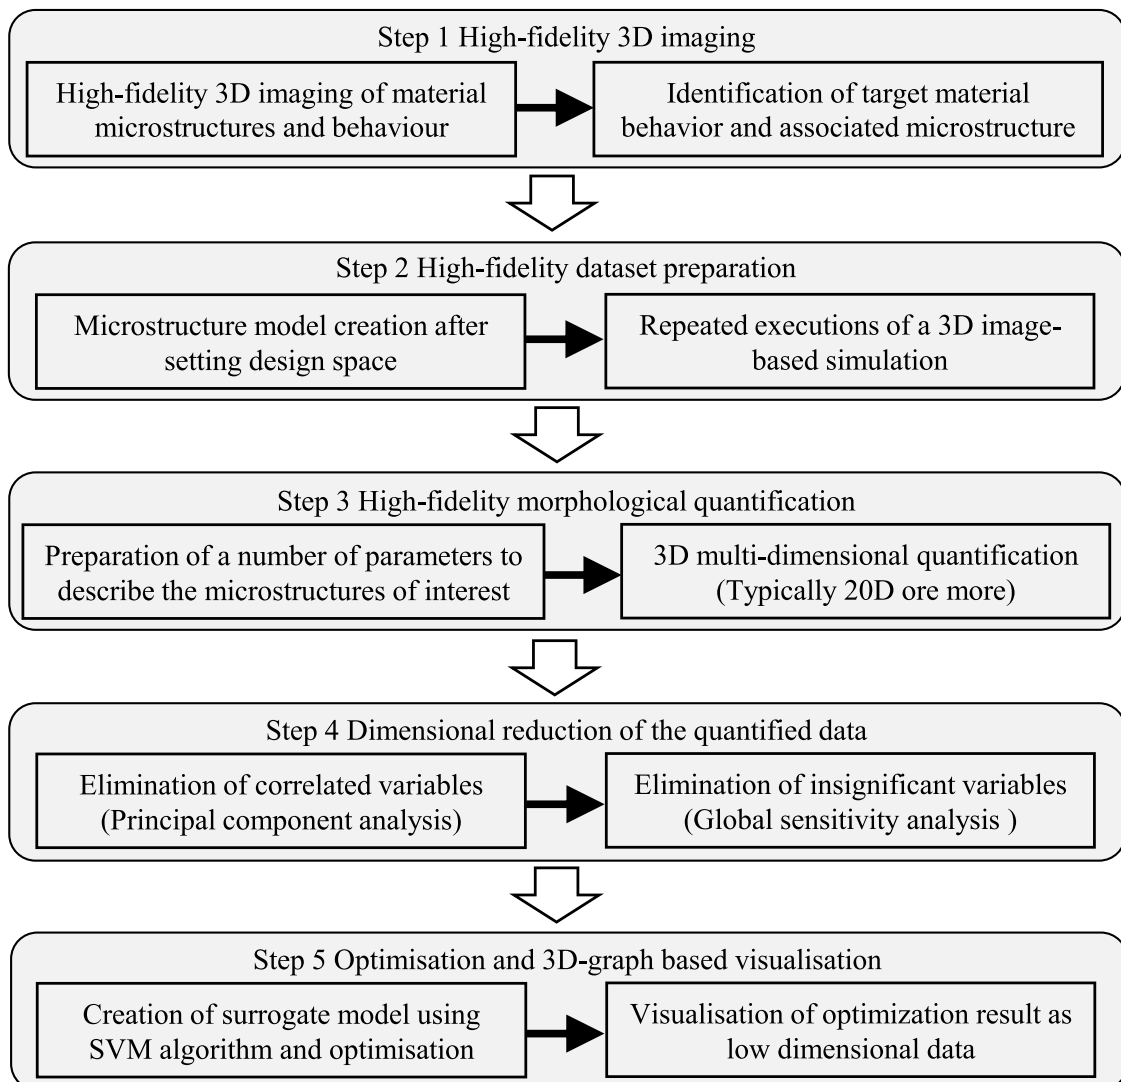 Step 1 High-fidelity 3D imaging
High-fidelity 3D imaging of material
microstructures and behaviour
Identification of target material
behavior and associated microstructure
Step 2 High-fidelity dataset preparation
Microstructure model creation after
setting design space
Repeated executions of a 3D image-
based simulation
Step 3 High-fidelity morphological quantification
Preparation of a number of parameters to
describe the microstructures of interest
3D multi-dimensional quantification
(Typically 20D ore more)
Step 4 Dimensional reduction of the quantified data
Elimination of correlated variables
(Principal component analysis)
Elimination of insignificant variables
(Global sensitivity analysis )
Step 5 Optimisation and 3D-graph based visualisation
Creation of surrogate model using
SVM algorithm and optimisation
Visualisation of optimization result as
low dimensional data